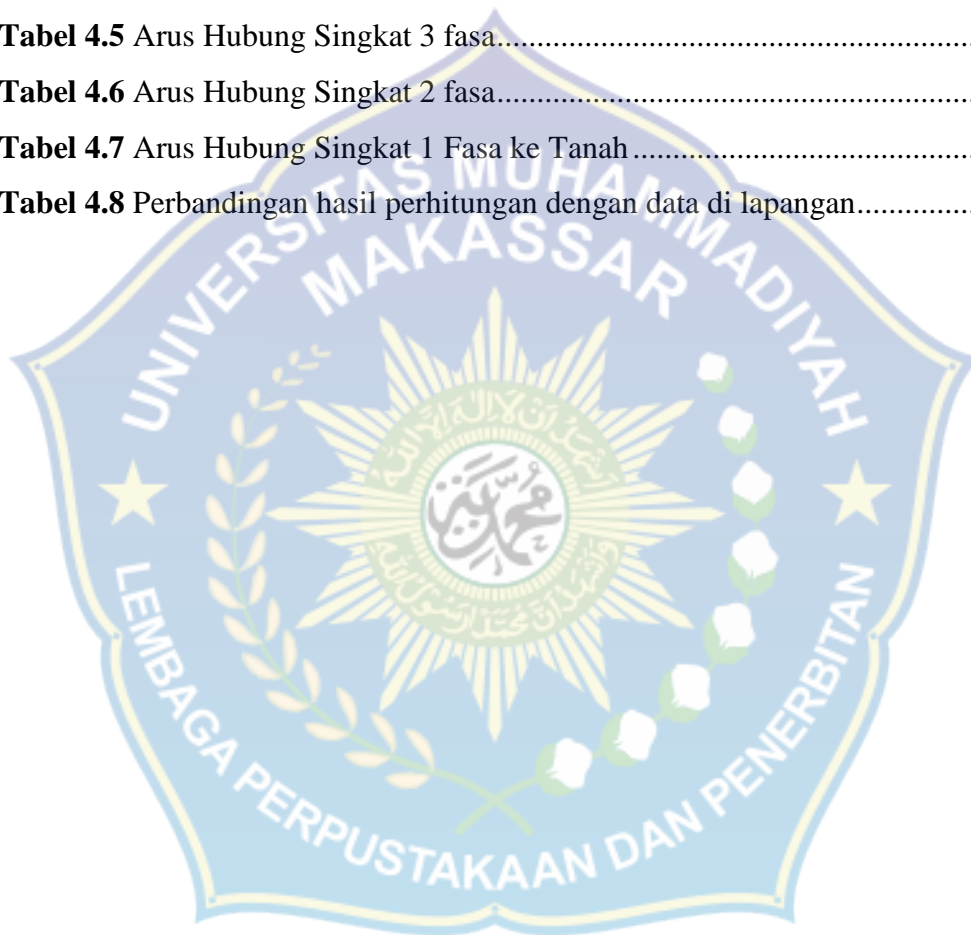 Tabel 4.5 Arus Hubung Singkat 3 fasa.......................................................................
Tabel 4.6 Arus Hubung Singkat 2 fasa.......................................................................
Tabel 4.7 Arus Hubung Singkat 1 Fasa ke Tanah.....................................................
Tabel 4.8 Perbandingan hasil perhitungan dengan data di lapangan...............
UNIVERSITAS MUHAMMADIYAH
MAKASSAR
محمدية
LEMBAGA PERPUSTAKAAN DAN PENERBITAN